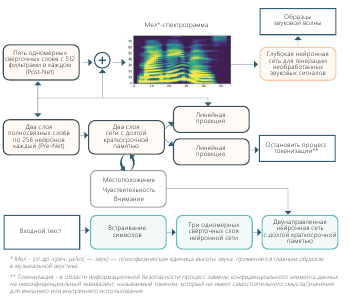 Мел*-спектрограмма
Образцы
звуковой волны
Пять одномерных
сверточных слоев с 512
фильтрами в каждом
(Post-Net)
+
Глубокая нейронная
сеть для генерации
необработанных
звуковых сигналов
Два слоя
полносвязных слоев
по 256 нейронов
каждый (Pre-Net)
Два слоя
сети с долгой
краткосрочной
памятью
Линейная
проекция
Линейная
проекция
Остановить процесс
токенизации**
Местоположение
Чувствительность
Внимание
Входной текст
Встраивание
символов
Три одномерных
сверточных слоя
нейронной сети
Двунаправленная
нейронная сеть
с долгой краткосрочной
памятью
* Мел - (от др.-греч. μέλος — звук) — психофизическая единица высоты звука, применяется главным образом
в музыкальной акустике.
** Токенизация - в области информационной безопасности процесс замены конфиденциального элемента данных
на неконфиденциальный эквивалент, называемый токеном, который не имеет самостоятельного смысла/значения
для внешнего или внутреннего использования.